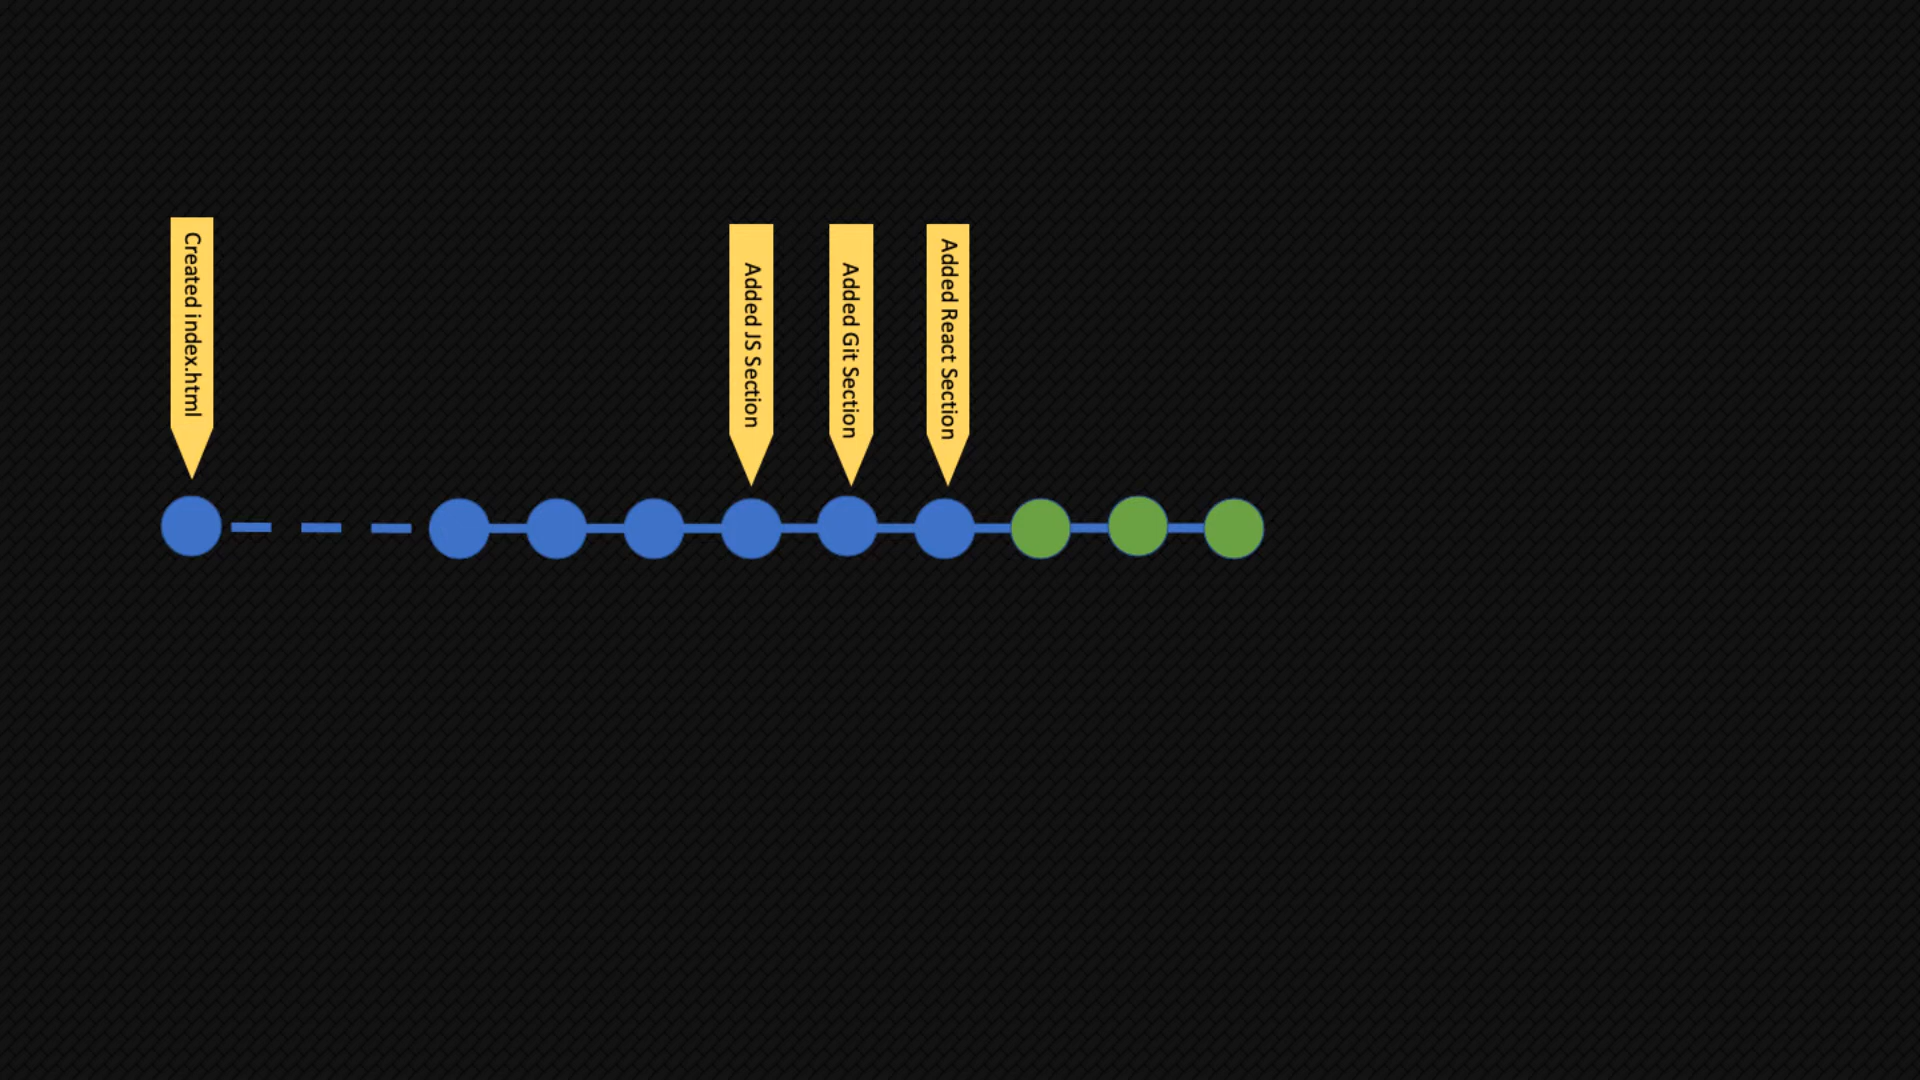 Created index.html
Added JS Section
Added Git Section
Added React Section